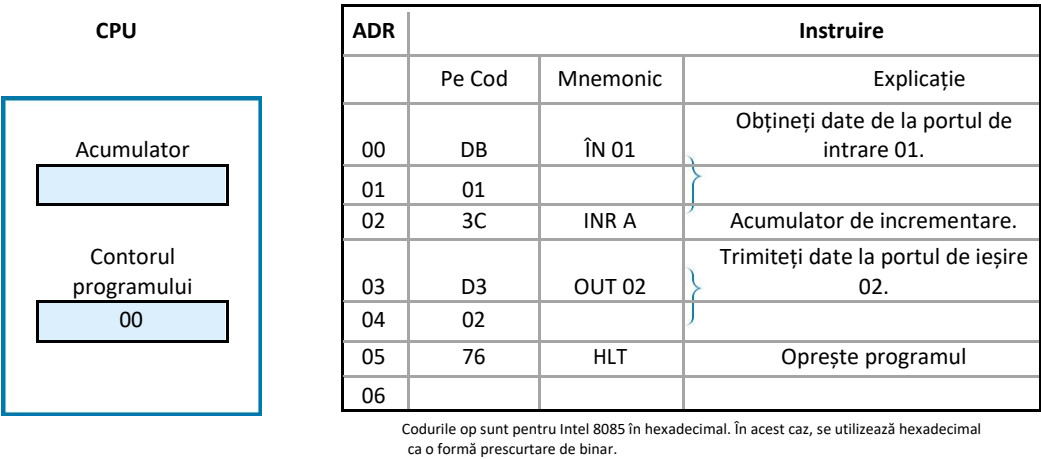 CPU
Acumulator
Contorul
programului
00
ADR Instruire
Pe Cod Mnemonic Explicație
Obțineți date de la portul de
00 DB ÎN 01 intrare 01.
01 01
02 3C INR A Acumulator de incrementare.
Trimiteți date la portul de ieșire
03 D3 OUT 02 02.
04 02
05 76 HLT Oprește programul
06
Codurile op sunt pentru Intel 8085 în hexadecimal. În acest caz, se utilizează hexadecimal
ca o formă prescurtare de binar.